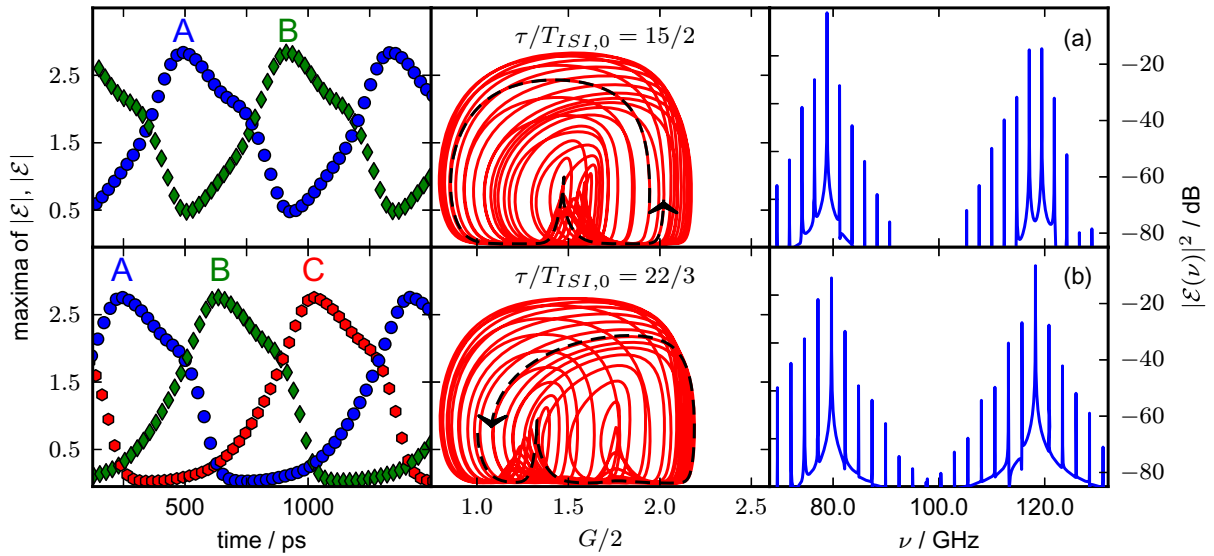 A
B
τ/T_{ISI,0} = 15/2
(a)
2.5
1.5
0.5
−20
−40
−60
−80
A
B
C
τ/T_{ISI,0} = 22/3
(b)
2.5
1.5
0.5
−20
−40
−60
−80
maxima of |ℰ|, |ℰ|
|ℰ(ν)|² / dB
500
1000
1.0
1.5
2.0
2.5
80.0
100.0
120.0
time / ps
G/2
ν / GHz